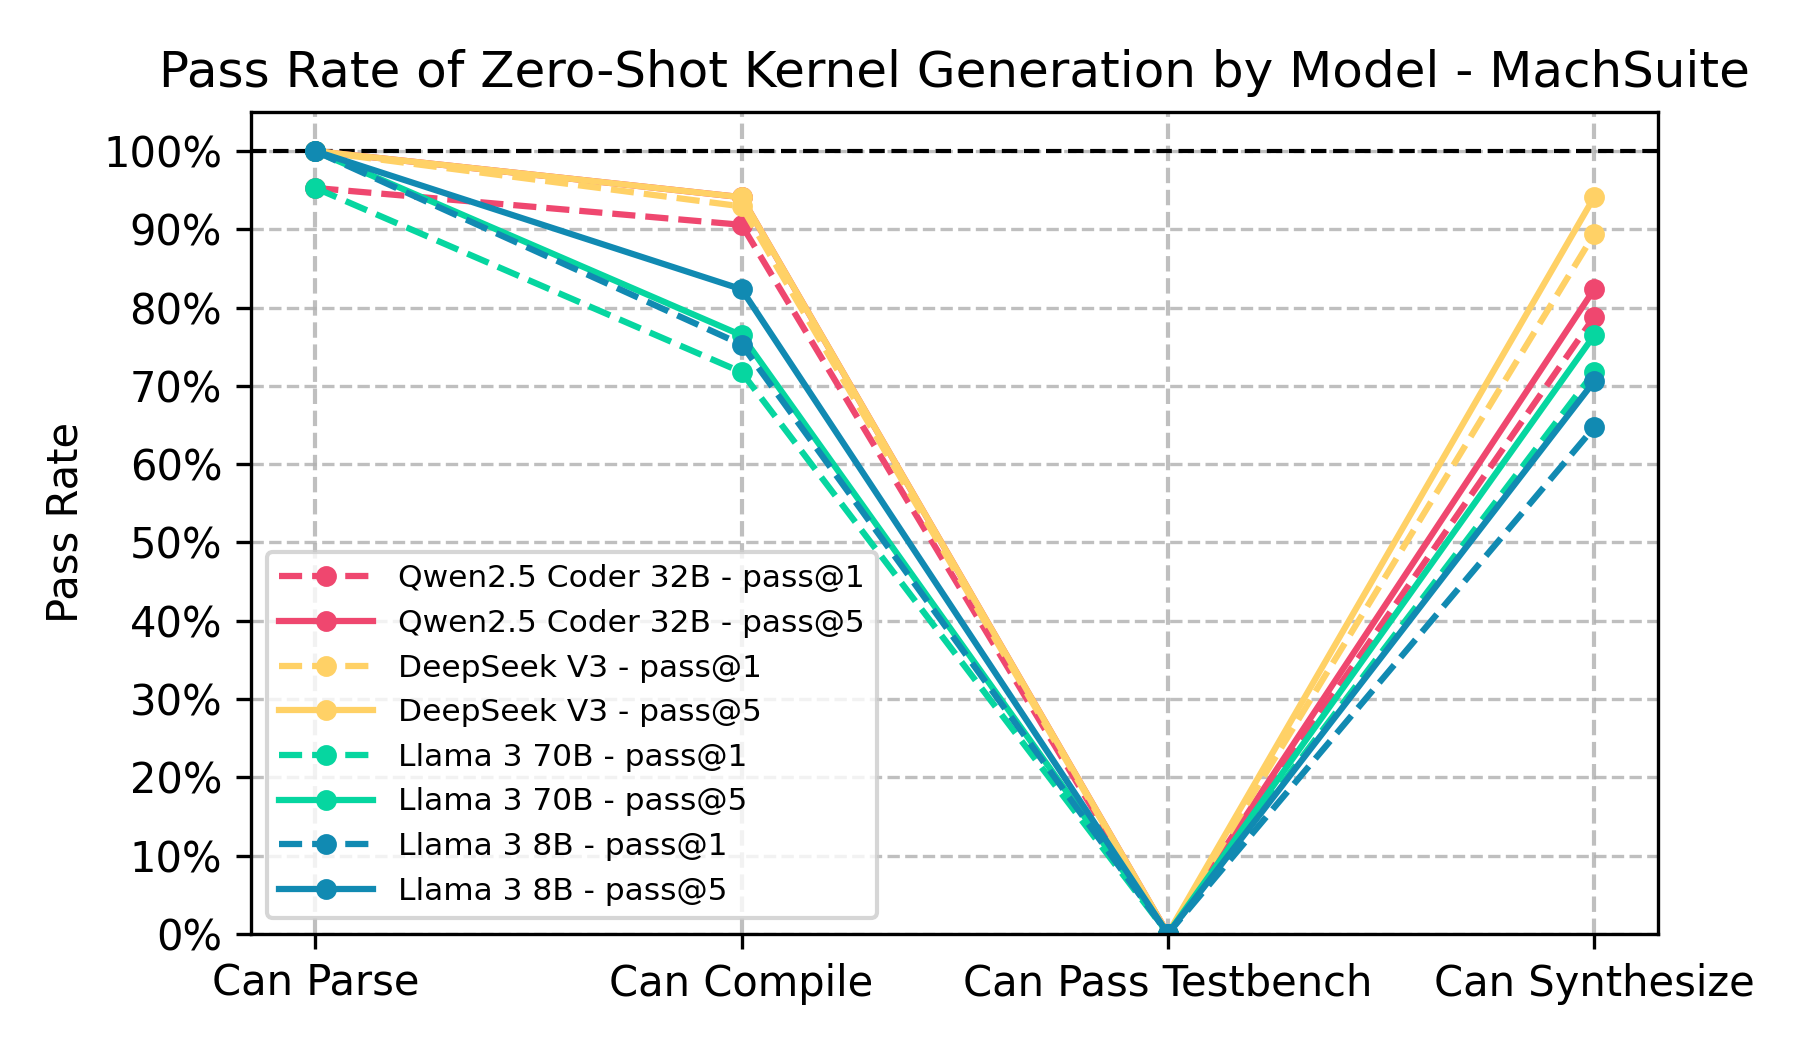 Pass Rate of Zero-Shot Kernel Generation by Model - MachSuite
Pass Rate
100%
90%
80%
70%
60%
50%
40%
30%
20%
10%
0%
Qwen2.5 Coder 32B - pass@1
Qwen2.5 Coder 32B - pass@5
DeepSeek V3 - pass@1
DeepSeek V3 - pass@5
Llama 3 70B - pass@1
Llama 3 70B - pass@5
Llama 3 8B - pass@1
Llama 3 8B - pass@5
Can Parse
Can Compile
Can Pass Testbench
Can Synthesize